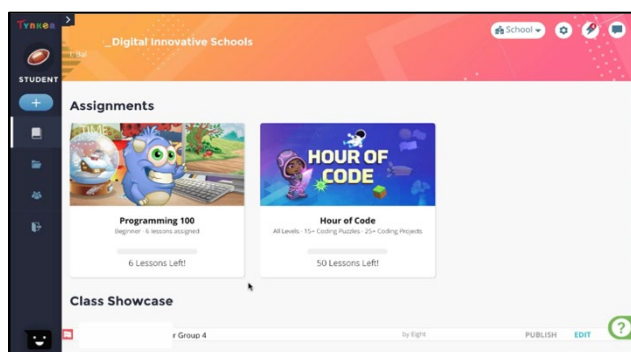 TYNKER
_Digital Innovative Schools
School
STUDENT
Assignments
HOUR OF
CODE
Programming 100
Beginner · 6 lessons assigned
6 Lessons Left!
Hour of Code
All Levels · 15+ Coding Puzzles · 25+ Coding Projects
50 Lessons Left!
Class Showcase
r Group 4
by Eight
PUBLISH
EDIT
?